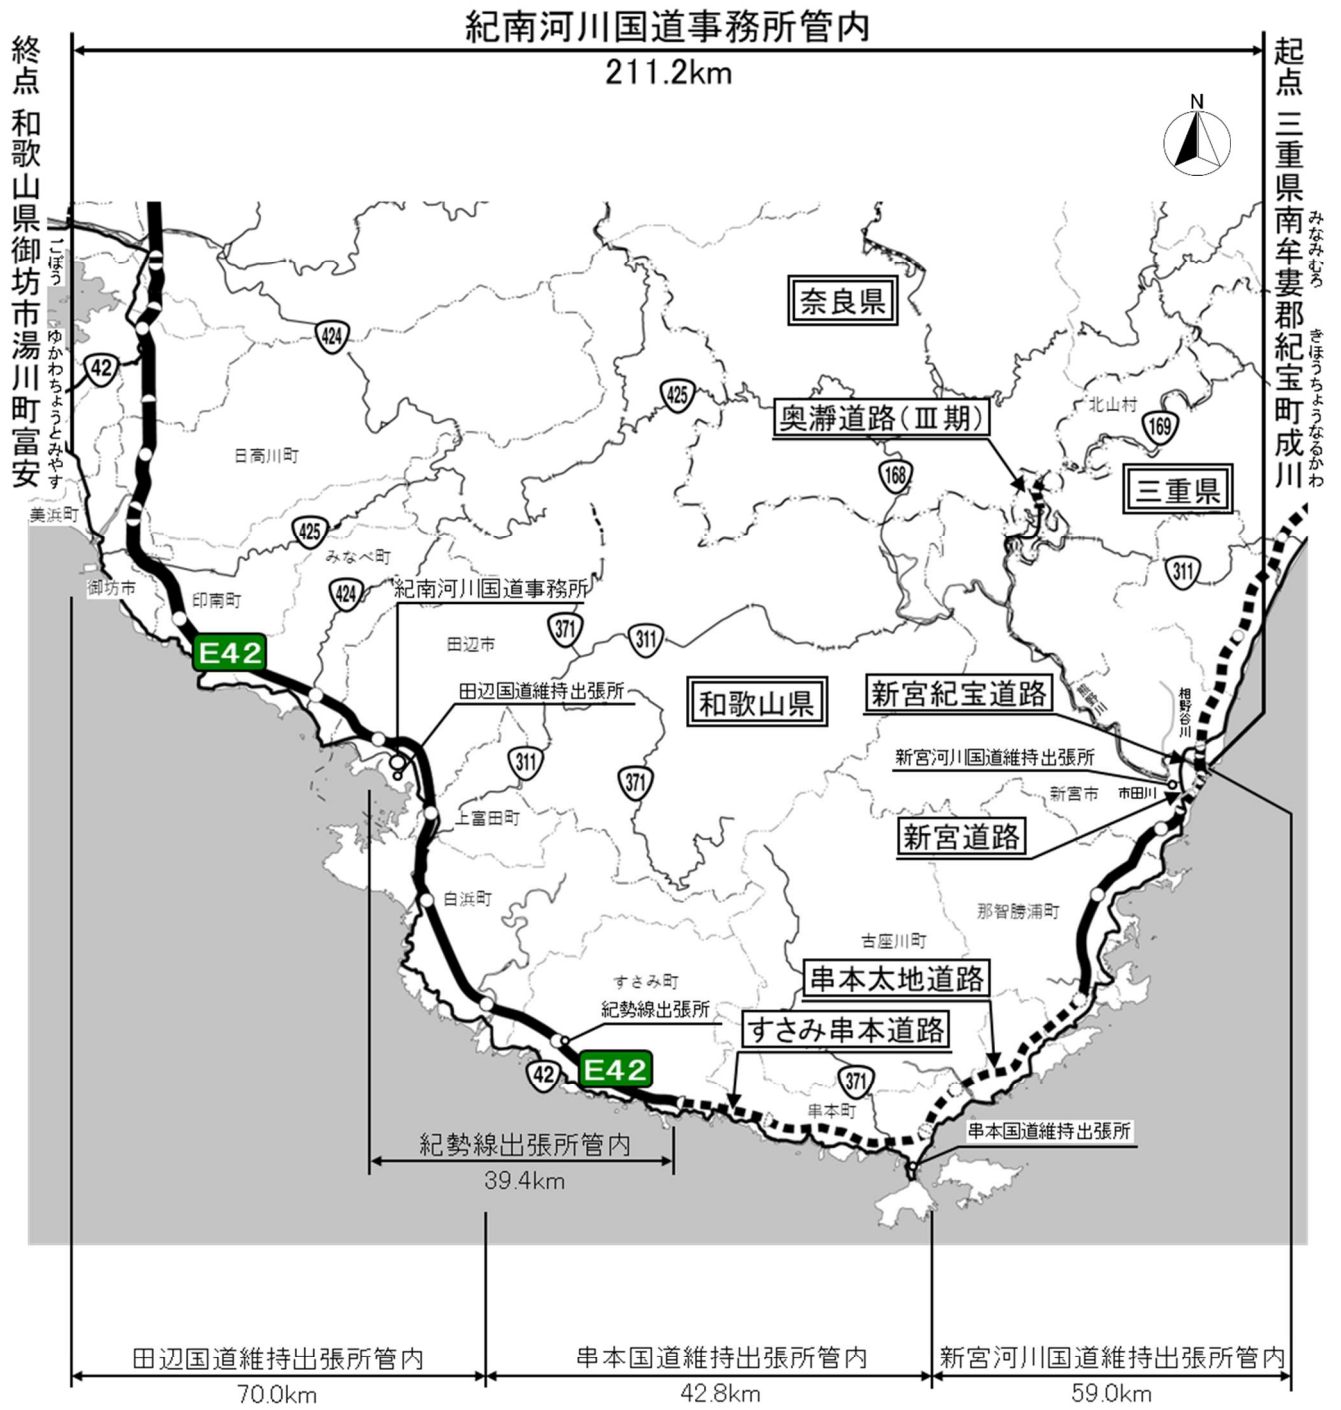 紀南河川国道事務所管内
211.2km
終点 和歌山県御坊市湯川町富安
ごぼう
ゆかわちょうとみやす
起点 三重県南牟婁郡紀宝町成川
みなみむろ
きほうちょうなるかわ
N
奈良県
424
42
425
奥瀞道路(Ⅲ期)
北山村
169
168
三重県
日高川町
美浜町
425
みなべ町
311
御坊市
印南町
424
紀南河川国道事務所
371
311
田辺市
E42
田辺国道維持出張所
和歌山県
新宮紀宝道路
熊野川
相野谷川
311
371
新宮河川国道維持出張所
新宮市
市田川
上富田町
新宮道路
白浜町
那智勝浦町
古座川町
すさみ町
串本太地道路
紀勢線出張所
すさみ串本道路
42
E42
371
串本町
串本国道維持出張所
紀勢線出張所管内
39.4km
田辺国道維持出張所管内
70.0km
串本国道維持出張所管内
42.8km
新宮河川国道維持出張所管内
59.0km